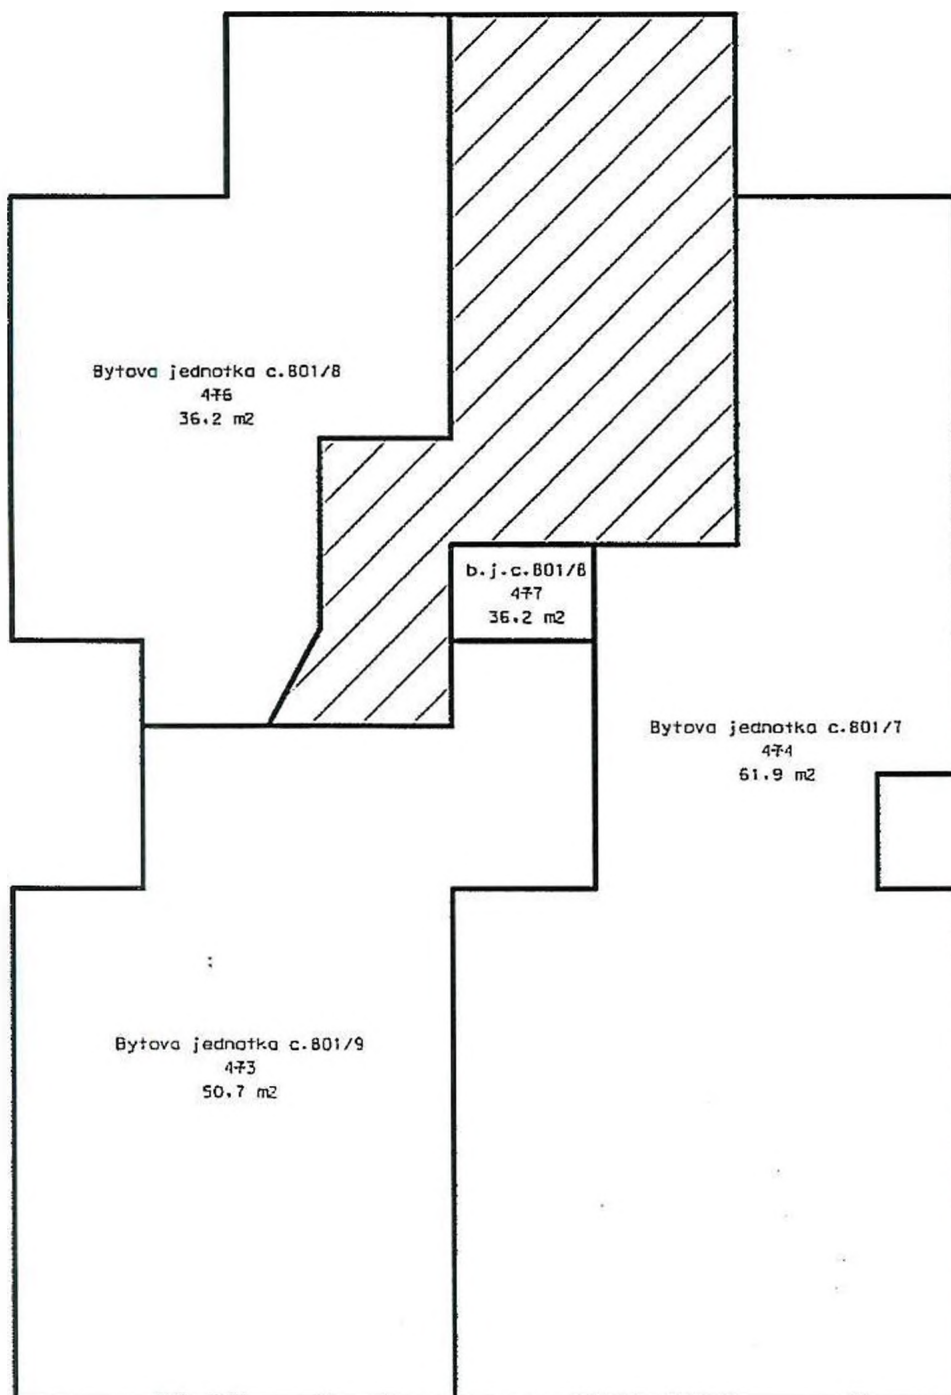 Bytova jednotka c.801/8
476
36.2 m2
b.j.c.801/8
477
36.2 m2
Bytova jednotka c.801/7
474
61.9 m2
Bytova jednotka c.801/9
473
50.7 m2